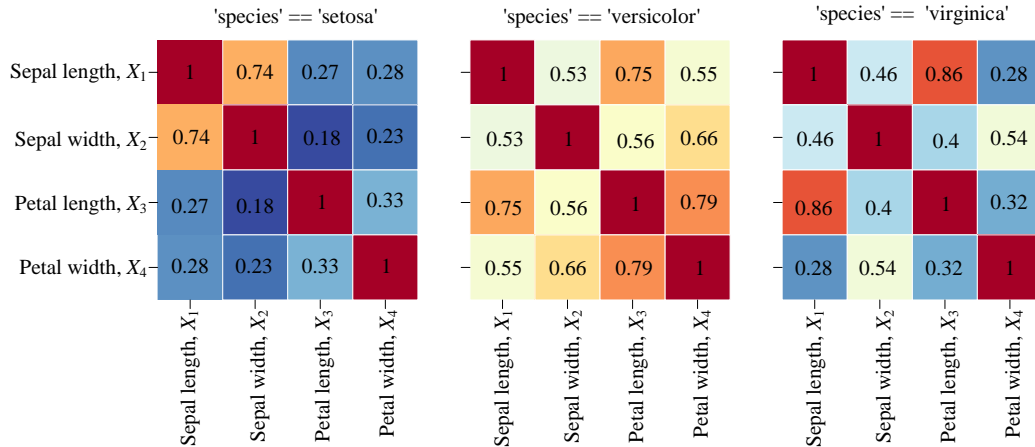 'species' == 'setosa' 'species' == 'versicolor' 'species' == 'virginica'
Sepal length, X1 1 0.74 0.27 0.28 1 0.53 0.75 0.55 1 0.46 0.86 0.28
Sepal width, X2 0.74 1 0.18 0.23 0.53 1 0.56 0.66 0.46 1 0.4 0.54
Petal length, X3 0.27 0.18 1 0.33 0.75 0.56 1 0.79 0.86 0.4 1 0.32
Petal width, X4 0.28 0.23 0.33 1 0.55 0.66 0.79 1 0.28 0.54 0.32 1
Sepal length, X1
Sepal width, X2
Petal length, X3
Petal width, X4
Sepal length, X1
Sepal width, X2
Petal length, X3
Petal width, X4
Sepal length, X1
Sepal width, X2
Petal length, X3
Petal width, X4